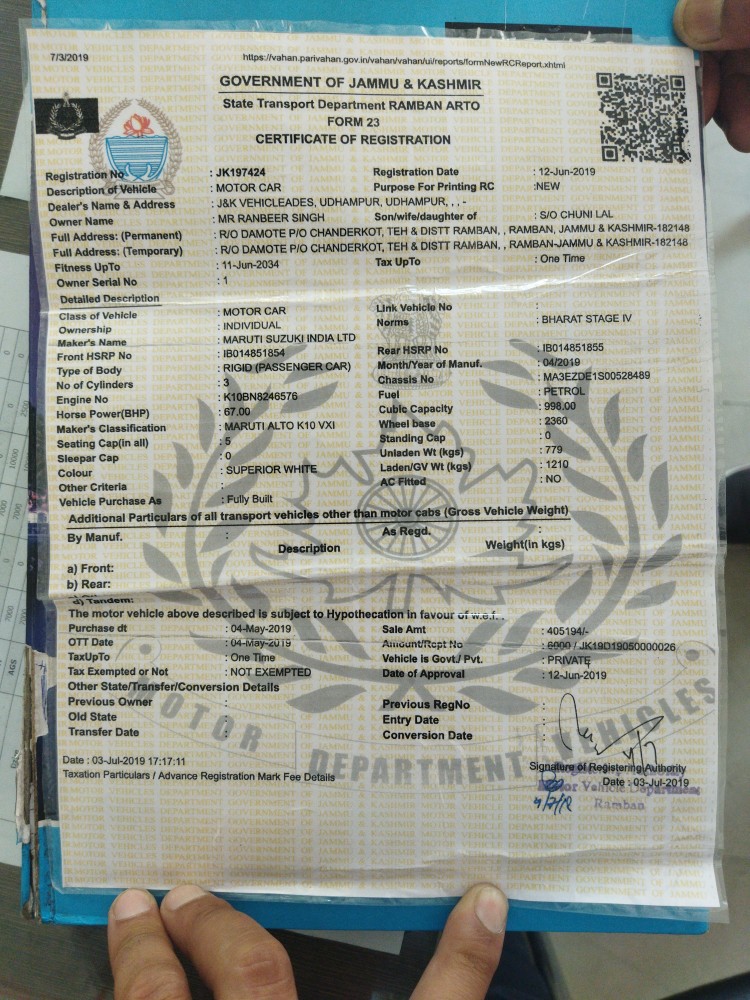 7/3/2019 https://vahan.parivahan.gov.in/vahan/vahan/ui/reports/formNewRCReport.xhtml
GOVERNMENT OF JAMMU & KASHMIR
State Transport Department RAMBAN ARTO
FORM 23
CERTIFICATE OF REGISTRATION
Registration No : JK197424 Registration Date : 12-Jun-2019
Description of Vehicle : MOTOR CAR Purpose For Printing RC :NEW
Dealer's Name & Address : J&K VEHICLEADES, UDHAMPUR, UDHAMPUR, , , -
Owner Name : MR RANBEER SINGH Son/wife/daughter of : S/O CHUNI LAL
Full Address: (Permanent) : R/O DAMOTE P/O CHANDERKOT, TEH & DISTT RAMBAN, , RAMBAN, JAMMU & KASHMIR-182148
Full Address: (Temporary) : R/O DAMOTE P/O CHANDERKOT, TEH & DISTT RAMBAN, , RAMBAN-JAMMU & KASHMIR-182148
Fitness UpTo : 11-Jun-2034 Tax UpTo : One Time
Owner Serial No : 1
Detailed Description
Class of Vehicle : MOTOR CAR Link Vehicle No :
Ownership : INDIVIDUAL Norms : BHARAT STAGE IV
Maker's Name : MARUTI SUZUKI INDIA LTD
Front HSRP No : IB014851854 Rear HSRP No : IB014851855
Type of Body : RIGID (PASSENGER CAR) Month/Year of Manuf. : 04/2019
No of Cylinders : 3 Chassis No : MA3EZDE1S00528489
Engine No : K10BN8246576 Fuel : PETROL
Horse Power(BHP) : 67.00 Cubic Capacity : 998.00
Maker's Classification : MARUTI ALTO K10 VXI Wheel base : 2360
Seating Cap(in all) : 5 Standing Cap : 0
Sleepar Cap : 0 Unladen Wt (kgs) : 779
Colour : SUPERIOR WHITE Laden/GV Wt (kgs) : 1210
Other Criteria : AC Fitted : NO
Vehicle Purchase As : Fully Built
Additional Particulars of all transport vehicles other than motor cabs (Gross Vehicle Weight)
By Manuf. : As Regd. :
Description Weight(in kgs)
a) Front:
b) Rear:
d) Tandem:
The motor vehicle above described is subject to Hypothecation in favour of w.e.f. .
Purchase dt : 04-May-2019 Sale Amt : 405194/-
OTT Date : 04-May-2019 Amount/Rcpt No : 6000 / JK19D19050000026
TaxUpTo : One Time Vehicle is Govt./ Pvt. : PRIVATE
Tax Exempted or Not : NOT EXEMPTED Date of Approval : 12-Jun-2019
Other State/Transfer/Conversion Details
Previous Owner : Previous RegNo :
Old State : Entry Date :
Transfer Date : Conversion Date :
MOTOR DEPARTMENT VEHICLES
Date : 03-Jul-2019 17:17:11 Signature of Registering Authority
Taxation Particulars / Advance Registration Mark Fee Details Date : 03-Jul-2019
Motor Vehicle Department
Ramban